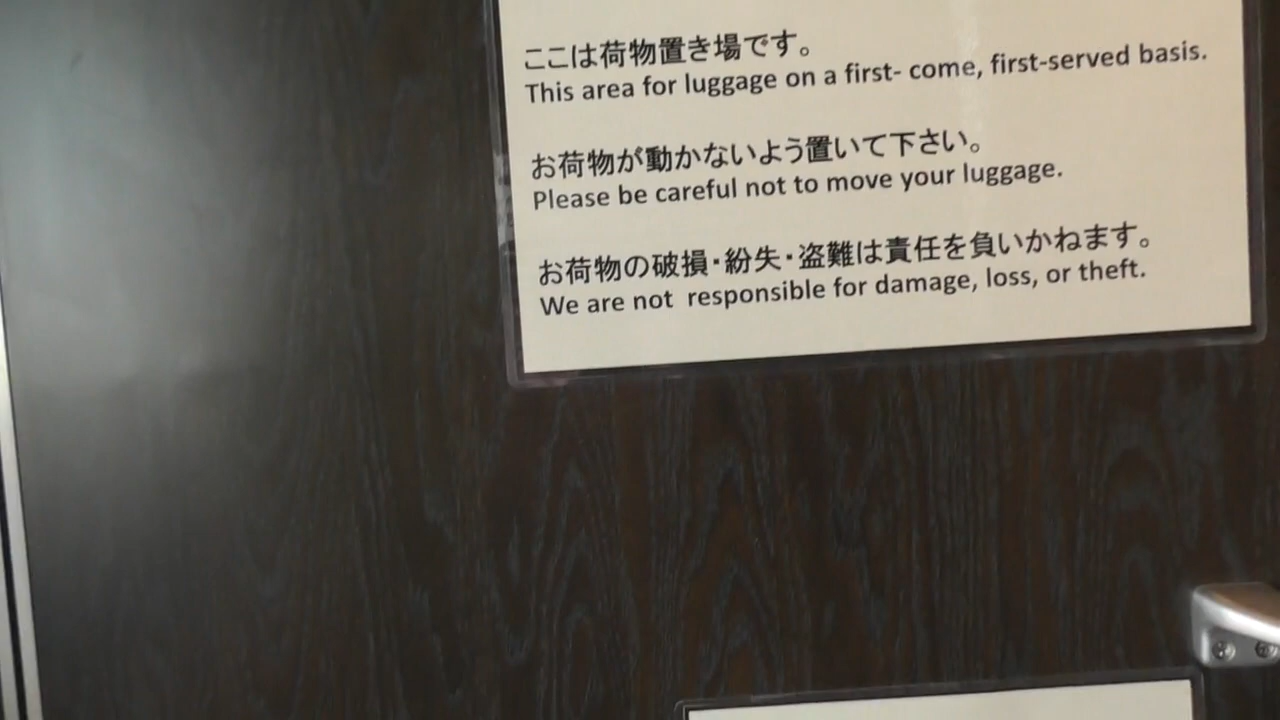 ここは荷物置き場です。
This area for luggage on a first- come, first-served basis.
お荷物が動かないよう置いて下さい。
Please be careful not to move your luggage.
お荷物の破損・紛失・盗難は責任を負いかねます。
We are not responsible for damage, loss, or theft.